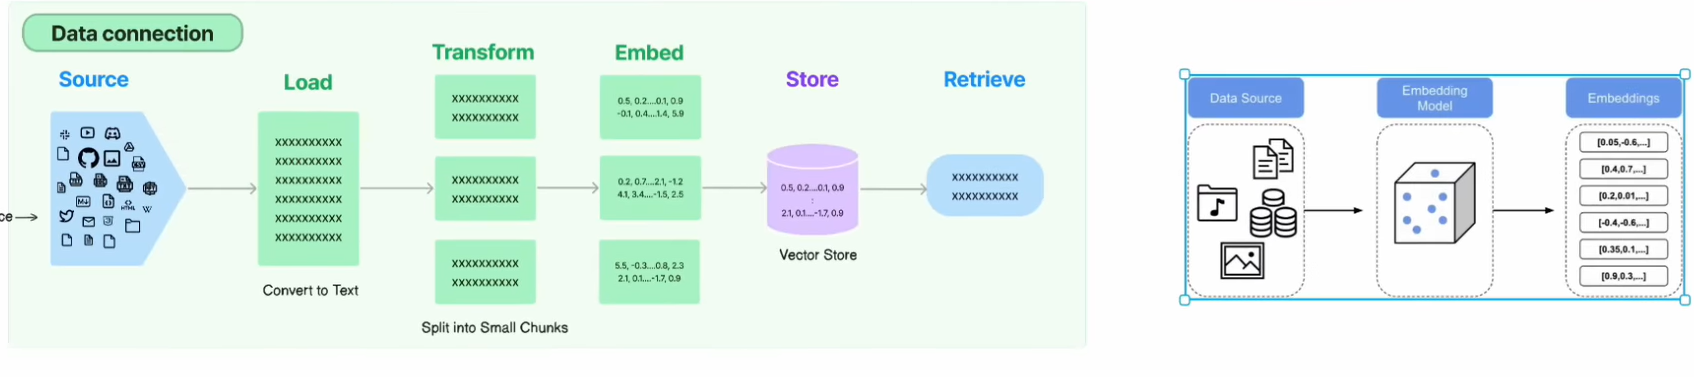 Data connection
Source
Load
Transform
Embed
Store
Retrieve
ce
HTML
W
XXXXXXXXXX
XXXXXXXXXX
XXXXXXXXXX
XXXXXXXXXX
XXXXXXXXXX
XXXXXXXXXX
Convert to Text
XXXXXXXXXX
XXXXXXXXXX
XXXXXXXXXX
XXXXXXXXXX
XXXXXXXXXX
XXXXXXXXXX
Split into Small Chunks
0.5, 0.2....0.1, 0.9
-0.1, 0.4....1.4, 5.9
0.2, 0.7....2.1, -1.2
4.1, 3.4....-1.5, 2.5
5.5, -0.3....0.8, 2.3
2.1, 0.1....-1.7, 0.9
0.5, 0.2....0.1, 0.9
:
2.1, 0.1....-1.7, 0.9
Vector Store
XXXXXXXXXX
XXXXXXXXXX
Data Source
Embedding
Model
Embeddings
[0.05,-0.6,...]
[0.4,0.7,...]
[0.2,0.01,...]
[-0.4,-0.6,...]
[0.35,0.1,...]
[0.9,0.3,...]